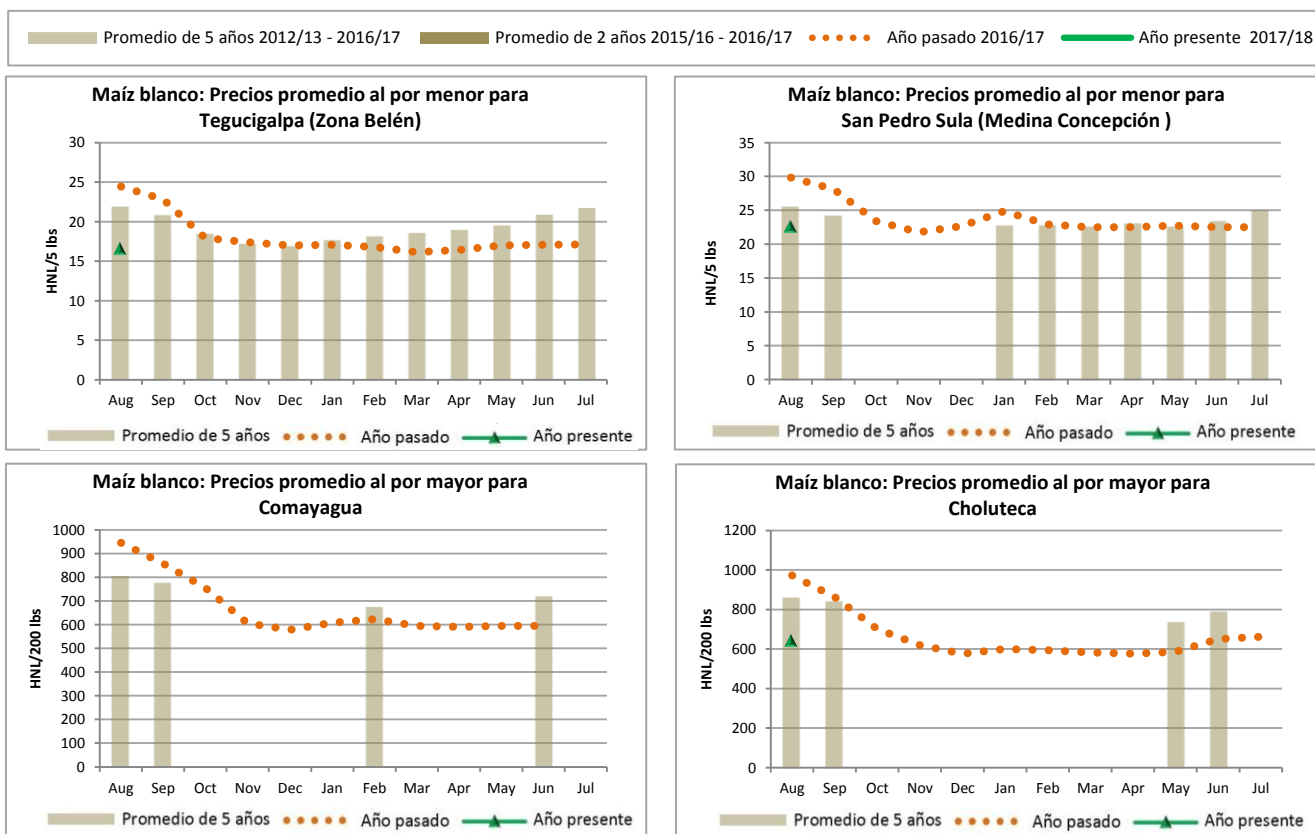 Promedio de 5 años 2012/13 - 2016/17 Promedio de 2 años 2015/16 - 2016/17 Año pasado 2016/17 Año presente 2017/18
Maíz blanco: Precios promedio al por menor para
Tegucigalpa (Zona Belén)
HNL/5 lbs
30
25
20
15
10
5
0
Aug Sep Oct Nov Dec Jan Feb Mar Apr May Jun Jul
Promedio de 5 años Año pasado Año presente
Maíz blanco: Precios promedio al por menor para
San Pedro Sula (Medina Concepción )
HNL/5 lbs
35
30
25
20
15
10
5
0
Aug Sep Oct Nov Dec Jan Feb Mar Apr May Jun Jul
Promedio de 5 años Año pasado Año presente
Maíz blanco: Precios promedio al por mayor para
Comayagua
HNL/200 lbs
1000
900
800
700
600
500
400
300
200
100
0
Aug Sep Oct Nov Dec Jan Feb Mar Apr May Jun Jul
Promedio de 5 años Año pasado Año presente
Maíz blanco: Precios promedio al por mayor para
Choluteca
HNL/200 lbs
1200
1000
800
600
400
200
0
Aug Sep Oct Nov Dec Jan Feb Mar Apr May Jun Jul
Promedio de 5 años Año pasado Año presente